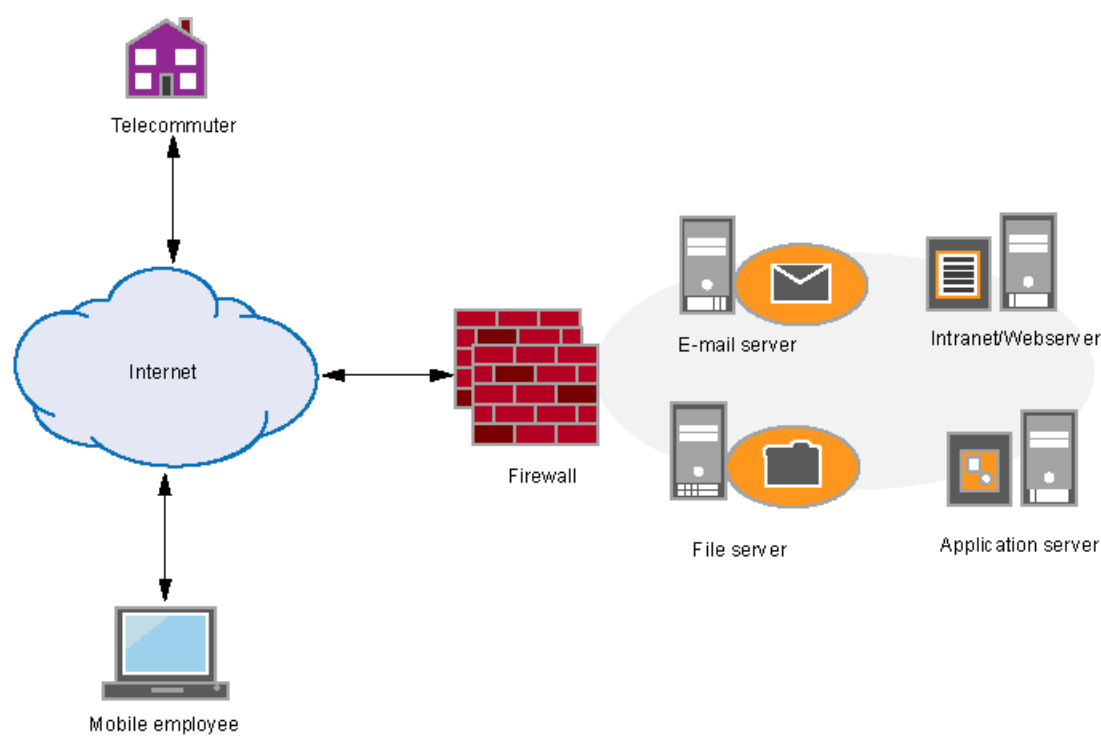 Telecommuter
Internet
Firewall
E-mail server
Intranet/Webserver
File server
Application server
Mobile employee